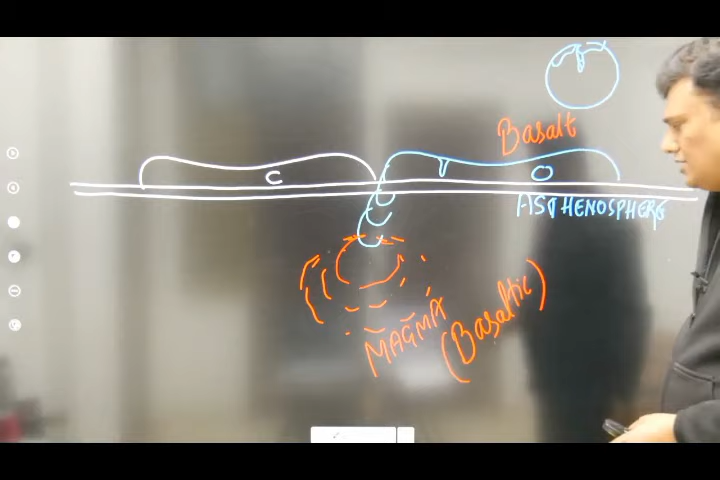 Basalt
C
O
ASTHENOSPHERE
MAGMA
(Basaltic)